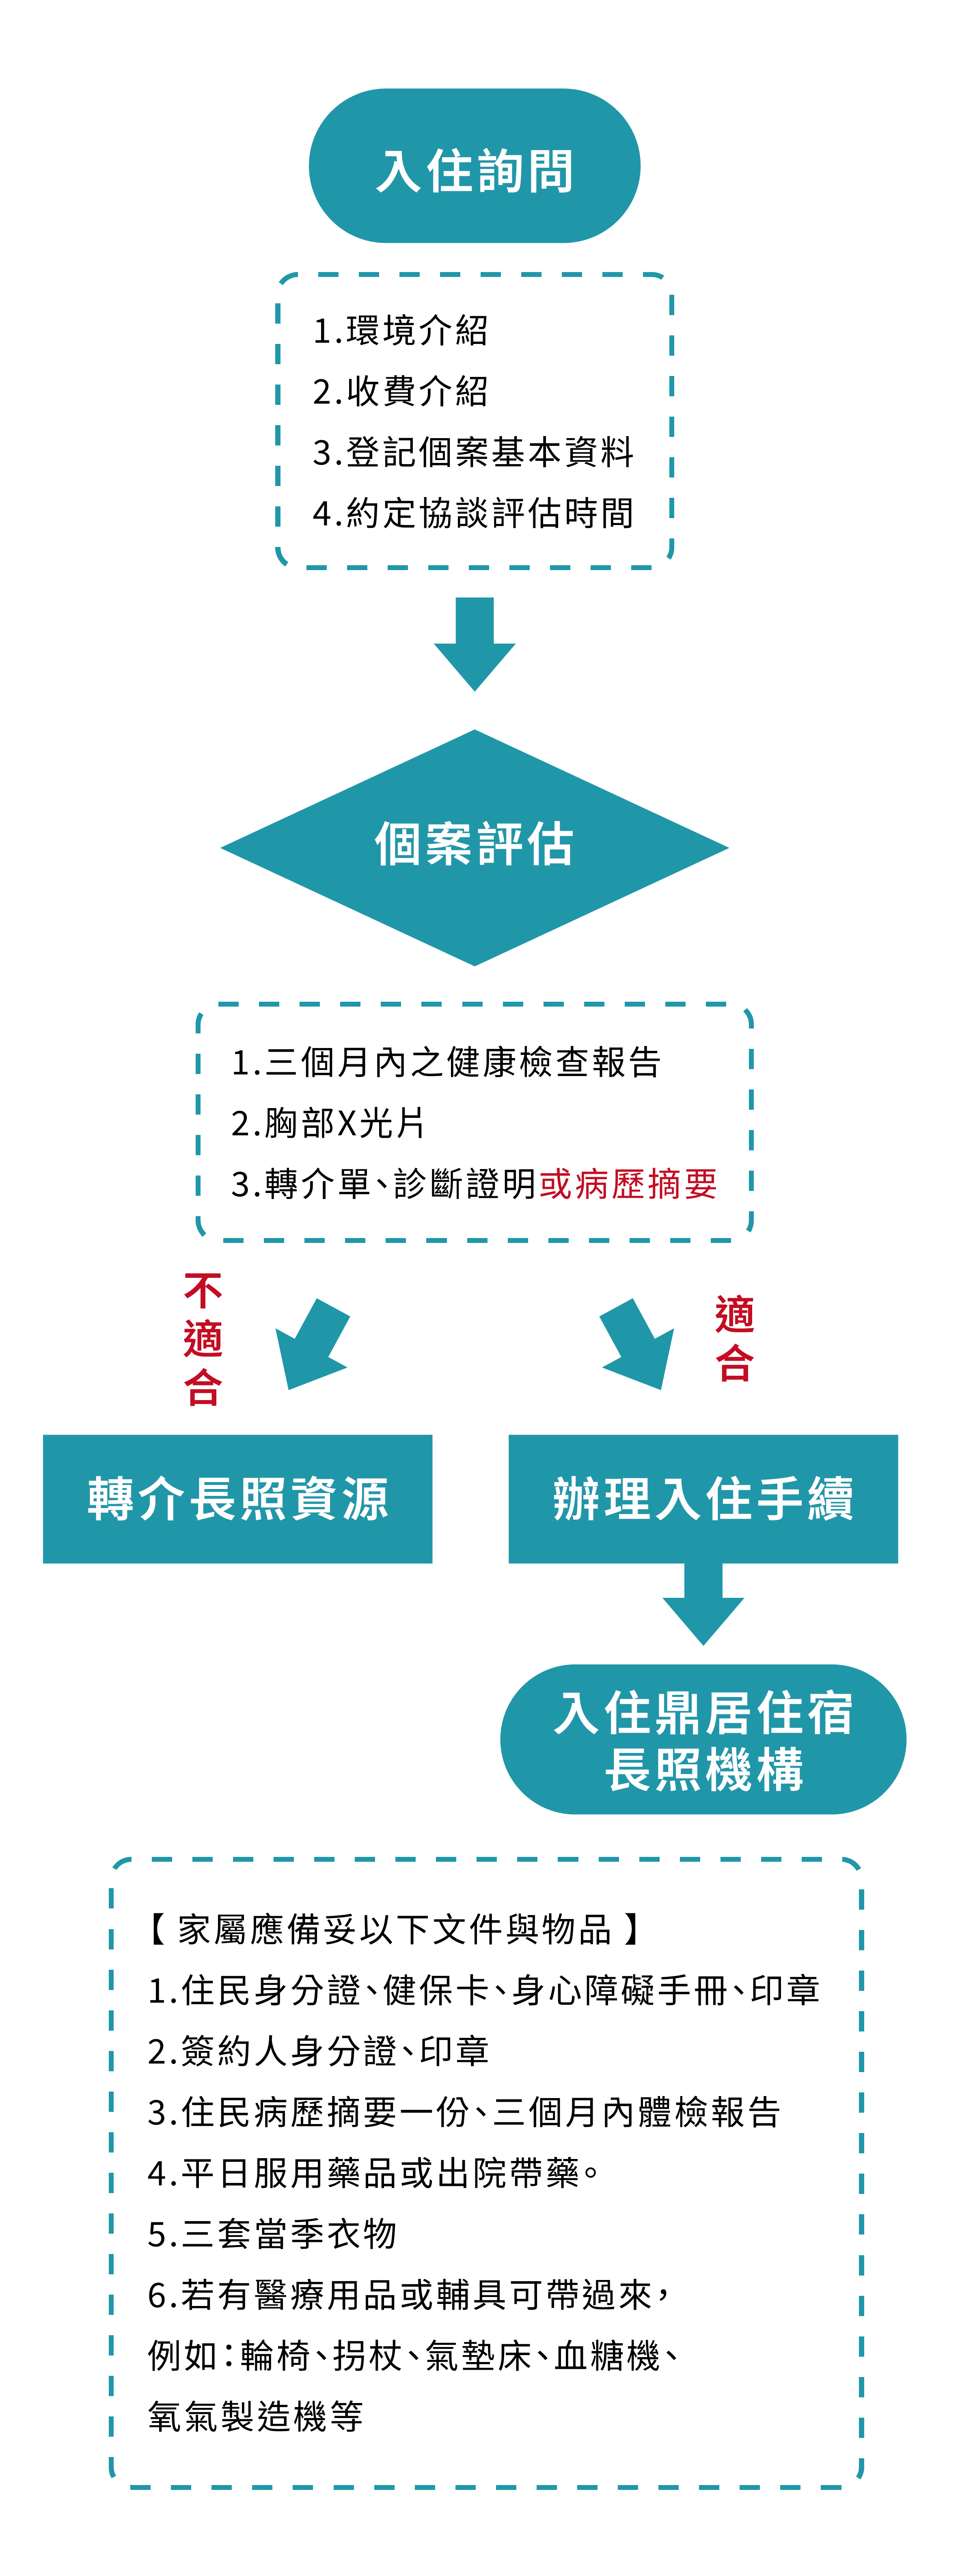 入住詢問
1.環境介紹
2.收費介紹
3.登記個案基本資料
4.約定協談評估時間
個案評估
1.三個月內之健康檢查報告
2.胸部X光片
3.轉介單、診斷證明或病歷摘要
不適合
適合
轉介長照資源
辦理入住手續
入住鼎居住宿
長照機構
【 家屬應備妥以下文件與物品 】
1.住民身分證、健保卡、身心障礙手冊、印章
2.簽約人身分證、印章
3.住民病歷摘要一份、三個月內體檢報告
4.平日服用藥品或出院帶藥。
5.三套當季衣物
6.若有醫療用品或輔具可帶過來，
例如：輪椅、拐杖、氣墊床、血糖機、
氧氣製造機等